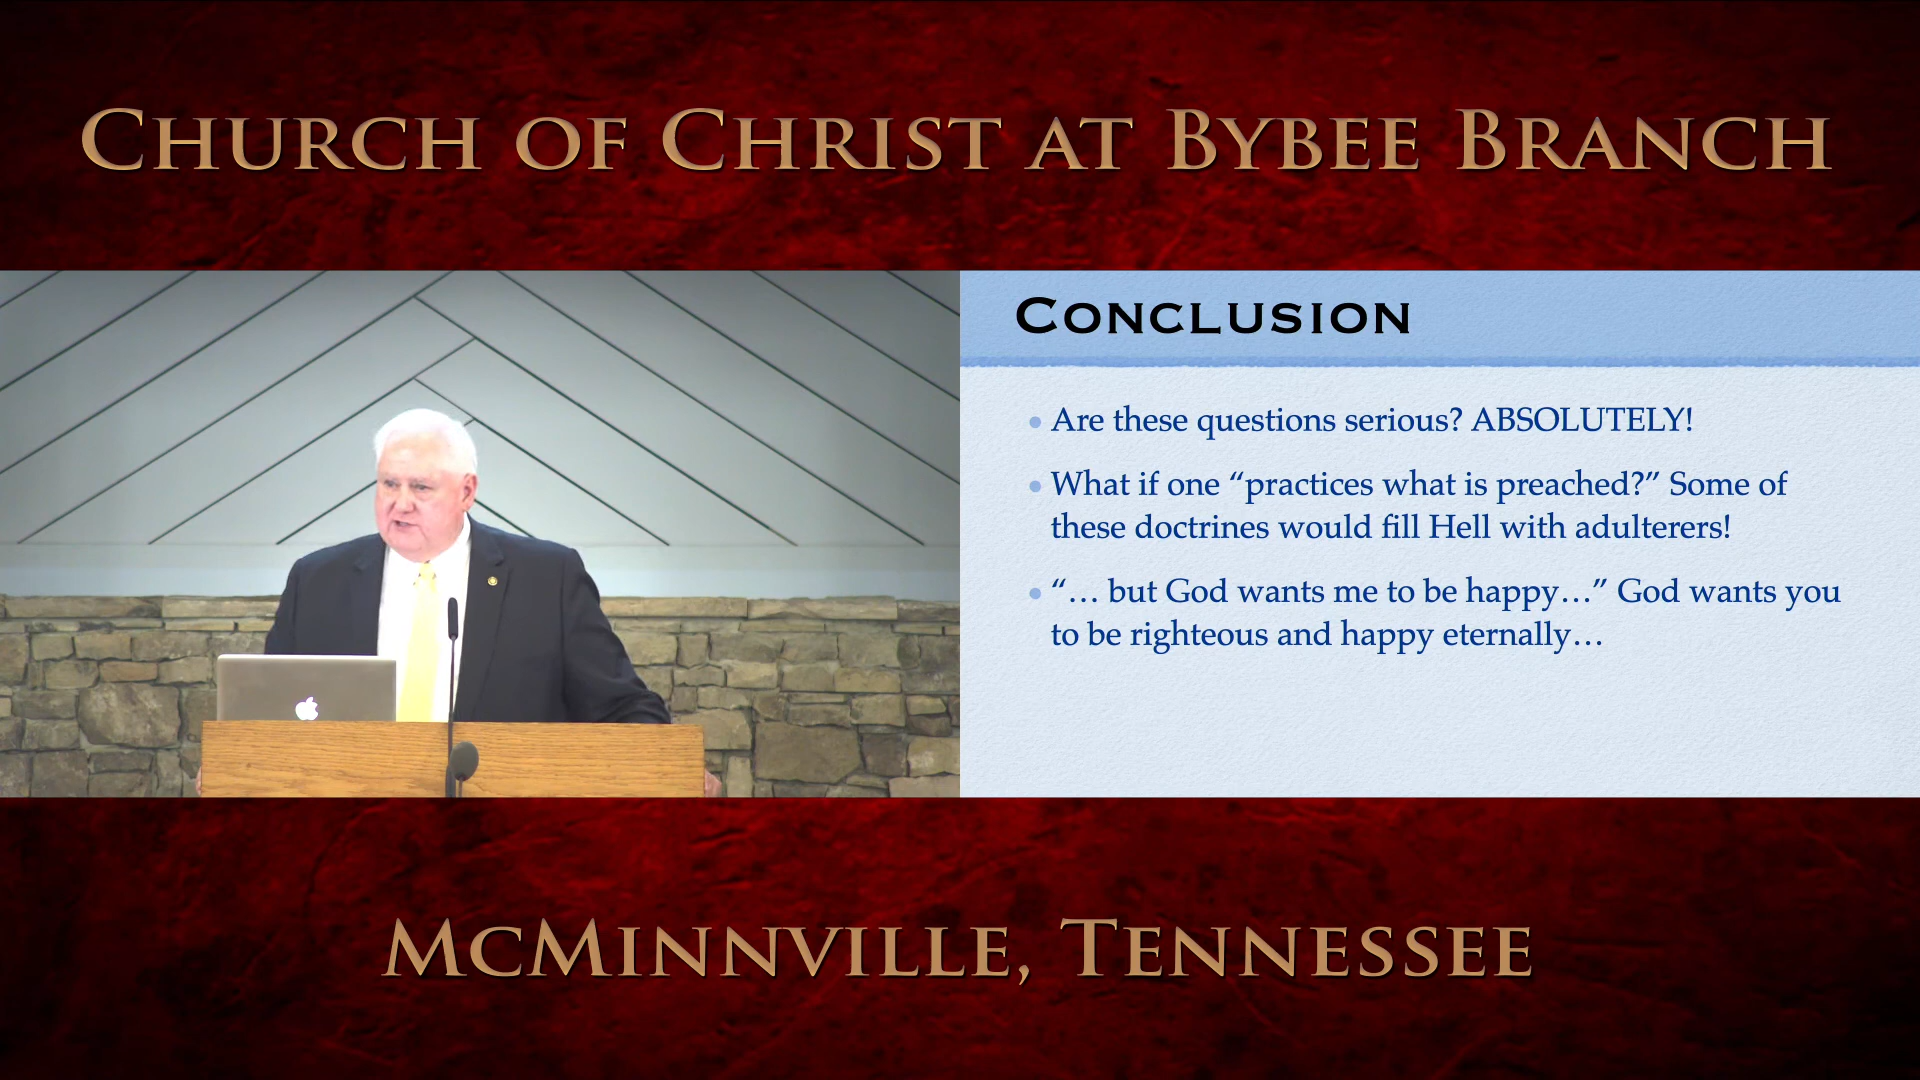 Church of Christ at Bybee Branch
Conclusion
• Are these questions serious? ABSOLUTELY!
• What if one “practices what is preached?” Some of
these doctrines would fill Hell with adulterers!
• “… but God wants me to be happy…” God wants you
to be righteous and happy eternally…
McMinnville, Tennessee